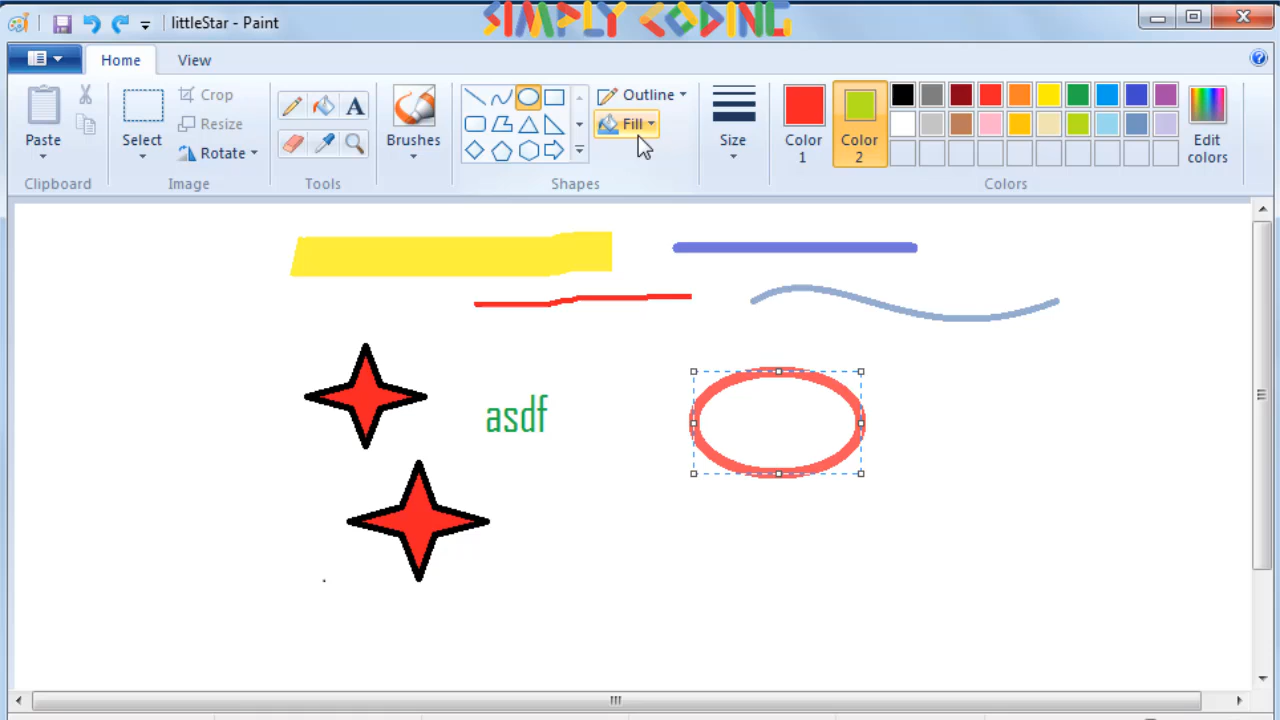 SIMPLY CODING
littleStar - Paint
Home
View
Paste
Clipboard
Select
Crop
Resize
Rotate
Image
A
Tools
Brushes
Outline
Fill
Shapes
Size
Color
1
Color
2
Edit
colors
Colors
asdf